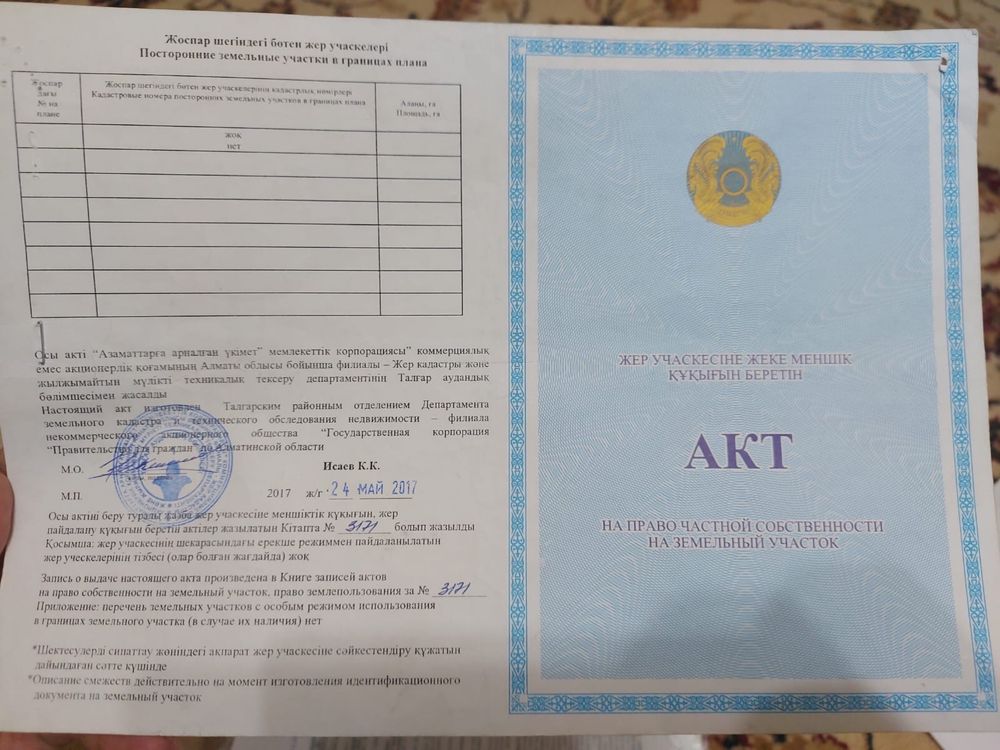 Жоспар шегіндегі бөтен жер учаскелері
Посторонние земельные участки в границах плана
Жоспар
дағы
№ на
плане
Жоспар шегіндегі бөтен жер учаскелерінің кадастрлық нөмірлері
Кадастровые номера посторонних земельных участков в границах плана
Алаңы, га
Площадь, га
жоқ
нет
Осы акті “Азаматтарға арналған үкімет” мемлекеттік корпорациясы” коммерциялық
емес акционерлік қоғамының Алматы облысы бойынша филиалы – Жер кадастры және
жылжымайтын мүлікті техникалық тексеру департаментінің Талғар аудандық
бөлімшесімен жасалды
Настоящий акт изготовлен Талгарским районным отделением Департамента
земельного кадастра и технического обследования недвижимости – филиала
некоммерческого акционерного общества “Государственная корпорация
“Правительство для граждан” по Алматинской области
М.О.
Исаев К.К.
М.П.
2017 ж/г 24 МАЙ 2017
Осы актіні беру туралы жазба жер учаскесіне меншіктік құқығын, жер
пайдалану құқығын беретін актілер жазылатын Кітапта № 3171 болып жазылды
Қосымша: жер учаскесінің шекарасындағы ерекше режиммен пайдаланылатын
жер уческелерінің тізбесі (олар болған жағдайда) жоқ
Запись о выдаче настоящего акта произведена в Книге записей актов
на право собственности на земельный участок, право землепользования за № 3171
Приложение: перечень земельных участков с особым режимом использования
в границах земельного участка (в случае их наличия) нет
*Шектесулерді сипаттау жөніндегі ақпарат жер учаскесіне сәйкестендіру құжатын
дайындаған сәтте күшінде
*Описание смежеств действительно на момент изготовления идентификационного
документа на земельный участок
ЖЕР УЧАСКЕСІНЕ ЖЕКЕ МЕНШІК
ҚҰҚЫҒЫН БЕРЕТІН
АКТ
НА ПРАВО ЧАСТНОЙ СОБСТВЕННОСТИ
НА ЗЕМЕЛЬНЫЙ УЧАСТОК